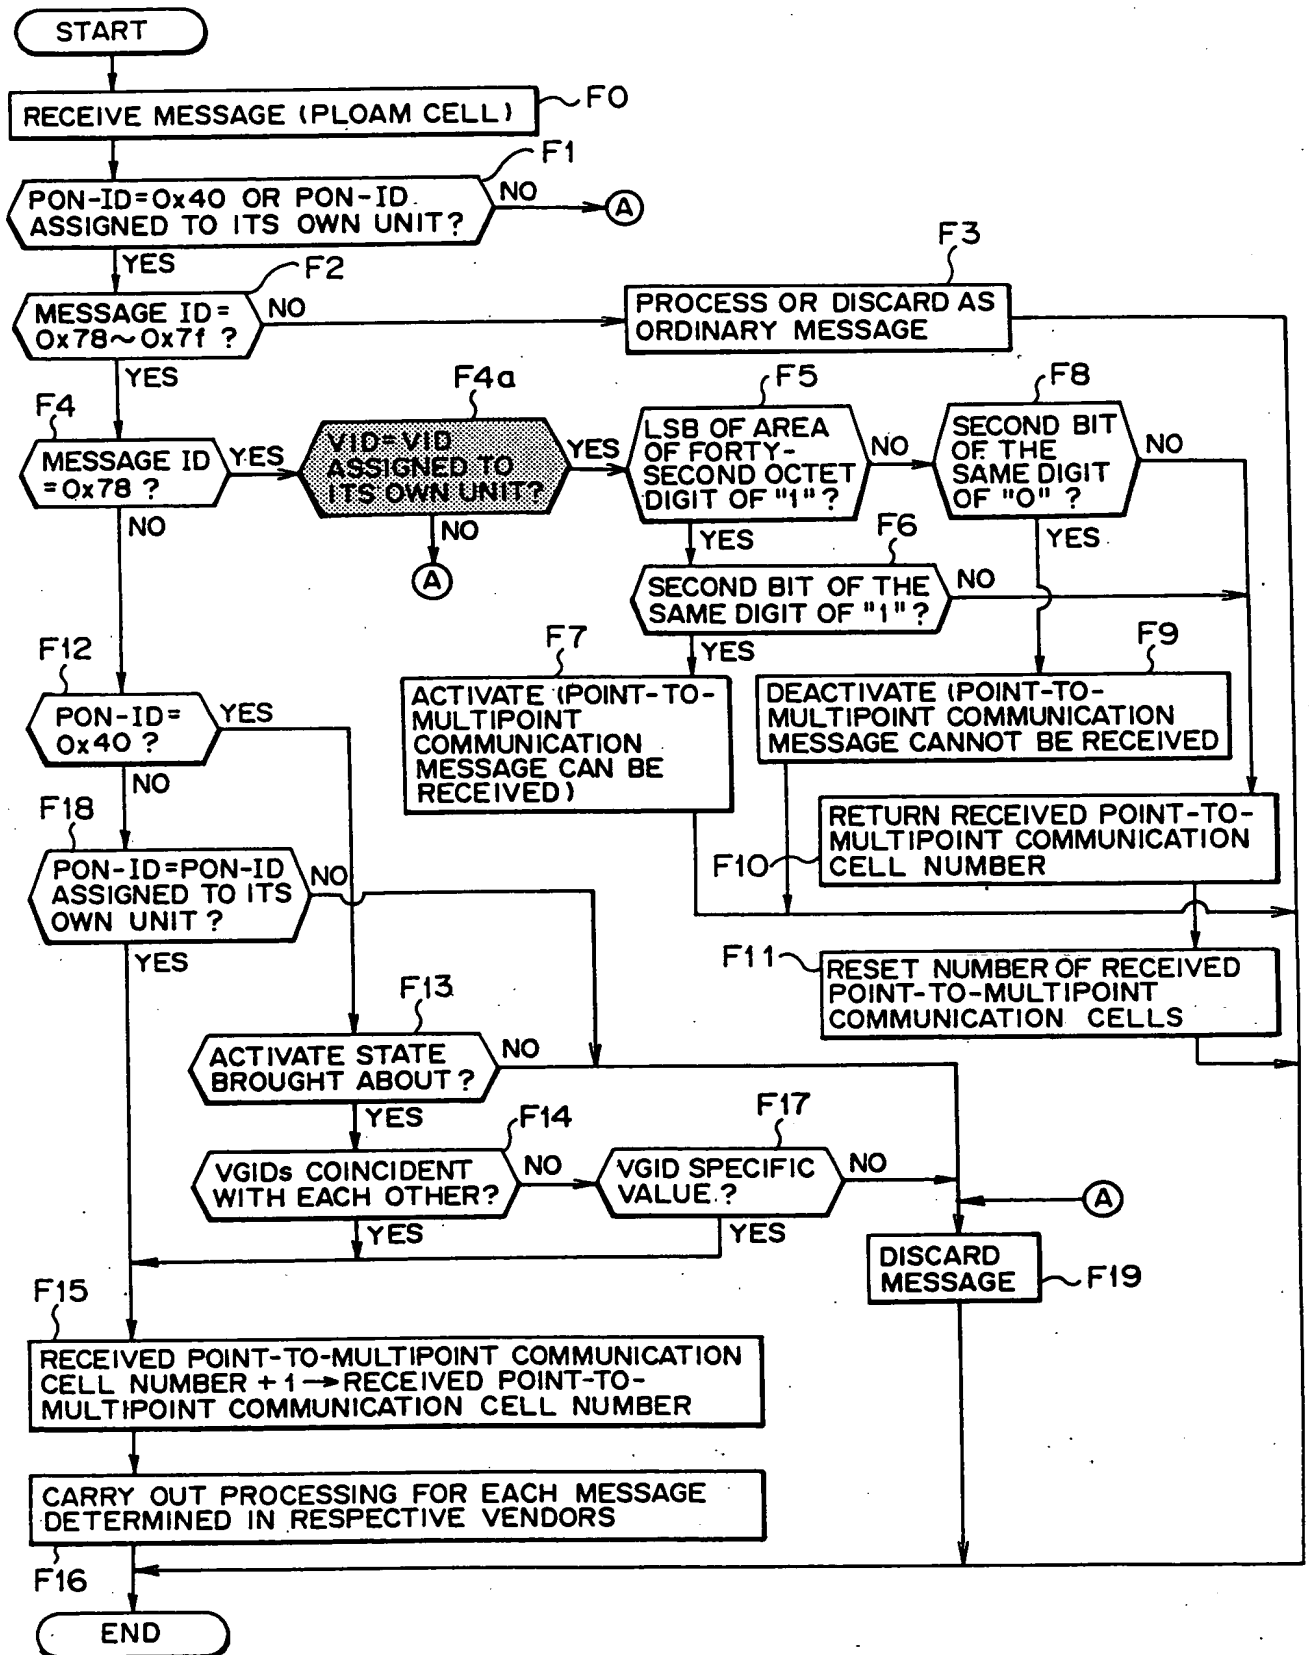 START
RECEIVE MESSAGE (PLOAM CELL)
F0
F1
PON-ID=0x40 OR PON-ID
ASSIGNED TO ITS OWN UNIT?
NO
A
YES
F2
MESSAGE ID=
0x78~0x7f ?
NO
F3
PROCESS OR DISCARD AS
ORDINARY MESSAGE
YES
F4
MESSAGE ID
=0x78 ?
YES
F4a
VID=VID
ASSIGNED TO
ITS OWN UNIT?
YES
NO
A
F5
LSB OF AREA
OF FORTY-
SECOND OCTET
DIGIT OF "1" ?
NO
YES
F8
SECOND BIT
OF THE
SAME DIGIT
OF "0" ?
NO
YES
F6
SECOND BIT OF THE
SAME DIGIT OF "1" ?
NO
YES
NO
F7
ACTIVATE (POINT-TO-
MULTIPOINT
COMMUNICATION
MESSAGE CAN BE
RECEIVED)
F9
DEACTIVATE (POINT-TO-
MULTIPOINT COMMUNICATION
MESSAGE CANNOT BE RECEIVED
F10
RETURN RECEIVED POINT-TO-
MULTIPOINT COMMUNICATION
CELL NUMBER
F11
RESET NUMBER OF RECEIVED
POINT-TO-MULTIPOINT
COMMUNICATION CELLS
F12
PON-ID=
0x40 ?
YES
NO
F18
PON-ID=PON-ID
ASSIGNED TO ITS
OWN UNIT ?
NO
YES
F13
ACTIVATE STATE
BROUGHT ABOUT ?
NO
YES
F14
VGIDs COINCIDENT
WITH EACH OTHER?
NO
YES
F17
VGID SPECIFIC
VALUE ?
NO
YES
A
DISCARD
MESSAGE
F19
F15
RECEIVED POINT-TO-MULTIPOINT COMMUNICATION
CELL NUMBER +1→RECEIVED POINT-TO-
MULTIPOINT COMMUNICATION CELL NUMBER
CARRY OUT PROCESSING FOR EACH MESSAGE
DETERMINED IN RESPECTIVE VENDORS
F16
END